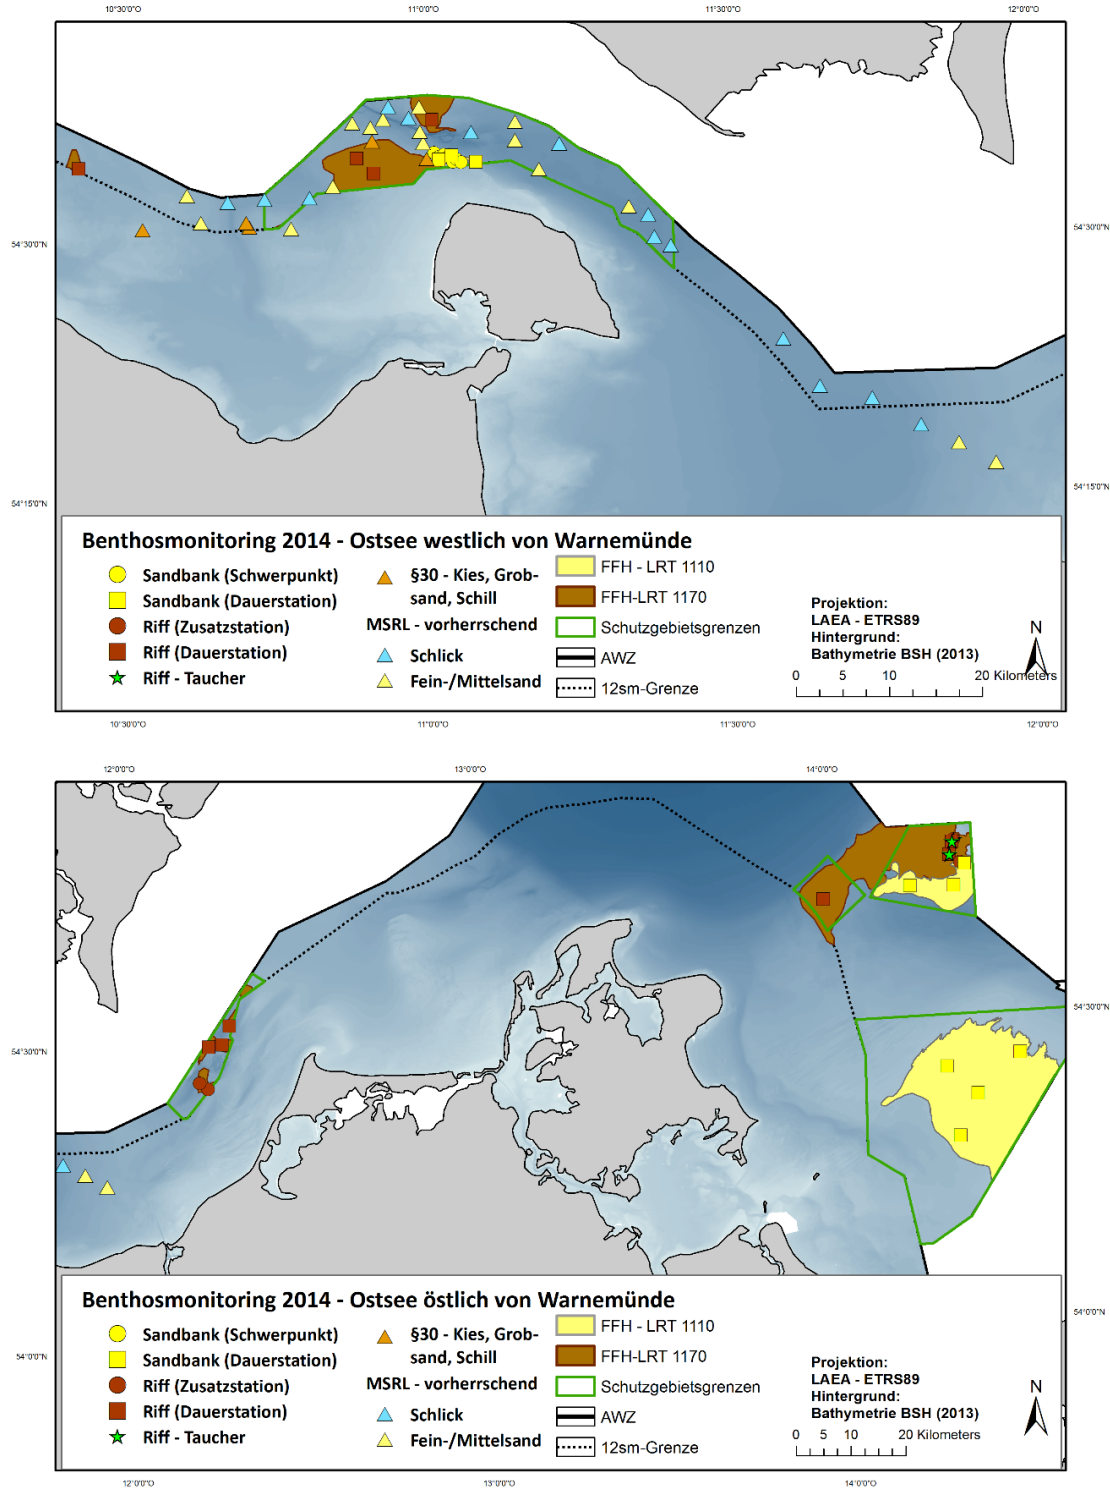 10°30'0"O 11°0'0"O 11°30'0"O 12°0'0"O
54°30'0"N 54°30'0"N
54°15'0"N 54°15'0"N
Benthosmonitoring 2014 - Ostsee westlich von Warnemünde
Sandbank (Schwerpunkt)
Sandbank (Dauerstation)
Riff (Zusatzstation)
Riff (Dauerstation)
Riff - Taucher
§30 - Kies, Grob-
sand, Schill
MSRL - vorherrschend
Schlick
Fein-/Mittelsand
FFH - LRT 1110
FFH-LRT 1170
Schutzgebietsgrenzen
AWZ
12sm-Grenze
Projektion:
LAEA - ETRS89
Hintergrund:
Bathymetrie BSH (2013)
N
0 5 10 20 Kilometers
10°30'0"O 11°0'0"O 11°30'0"O 12°0'0"O
12°0'0"O 13°0'0"O 14°0'0"O
54°30'0"N
54°30'0"N
Benthosmonitoring 2014 - Ostsee östlich von Warnemünde
Sandbank (Schwerpunkt)
Sandbank (Dauerstation)
Riff (Zusatzstation)
Riff (Dauerstation)
Riff - Taucher
§30 - Kies, Grob-
sand, Schill
MSRL - vorherrschend
Schlick
Fein-/Mittelsand
FFH - LRT 1110
FFH-LRT 1170
Schutzgebietsgrenzen
AWZ
12sm-Grenze
Projektion:
LAEA - ETRS89
Hintergrund:
Bathymetrie BSH (2013)
N
0 5 10 20 Kilometers
54°0'0"N
54°0'0"N
12°0'0"O 13°0'0"O 14°0'0"O